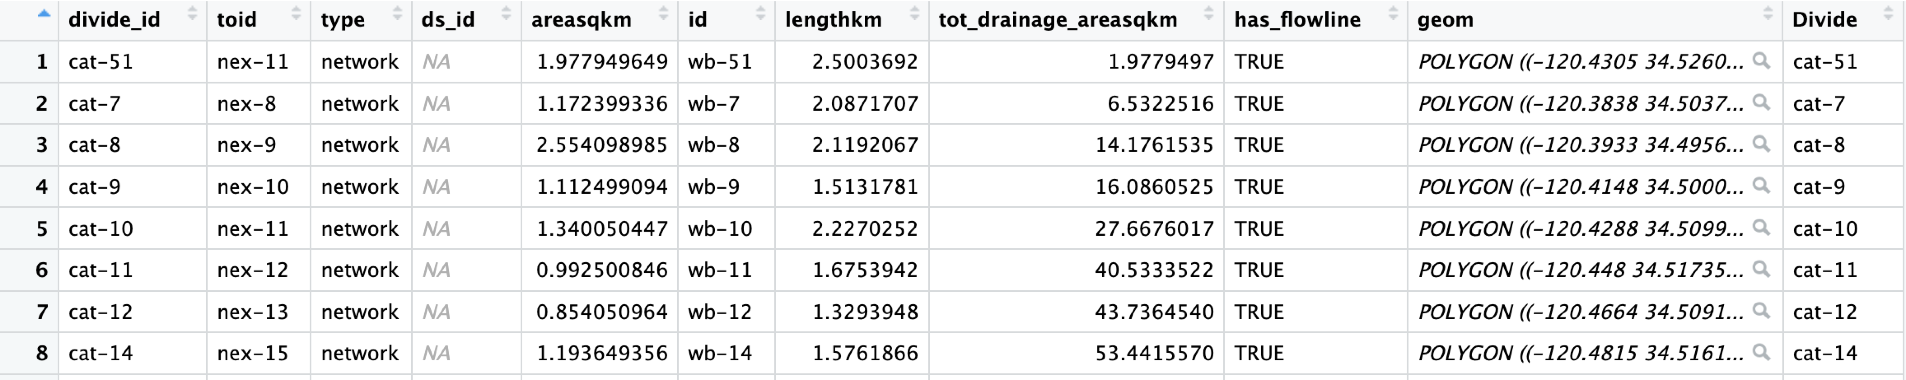 divide_id toid type ds_id areasqkm id lengthkm tot_drainage_areasqkm has_flowline geom Divide
1 cat-51 nex-11 network NA 1.977949649 wb-51 2.5003692 1.9779497 TRUE POLYGON ((-120.4305 34.5260... cat-51
2 cat-7 nex-8 network NA 1.172399336 wb-7 2.0871707 6.5322516 TRUE POLYGON ((-120.3838 34.5037... cat-7
3 cat-8 nex-9 network NA 2.554098985 wb-8 2.1192067 14.1761535 TRUE POLYGON ((-120.3933 34.4956... cat-8
4 cat-9 nex-10 network NA 1.112499094 wb-9 1.5131781 16.0860525 TRUE POLYGON ((-120.4148 34.5000... cat-9
5 cat-10 nex-11 network NA 1.340050447 wb-10 2.2270252 27.6676017 TRUE POLYGON ((-120.4288 34.5099... cat-10
6 cat-11 nex-12 network NA 0.992500846 wb-11 1.6753942 40.5333522 TRUE POLYGON ((-120.448 34.51735... cat-11
7 cat-12 nex-13 network NA 0.854050964 wb-12 1.3293948 43.7364540 TRUE POLYGON ((-120.4664 34.5091... cat-12
8 cat-14 nex-15 network NA 1.193649356 wb-14 1.5761866 53.4415570 TRUE POLYGON ((-120.4815 34.5161... cat-14